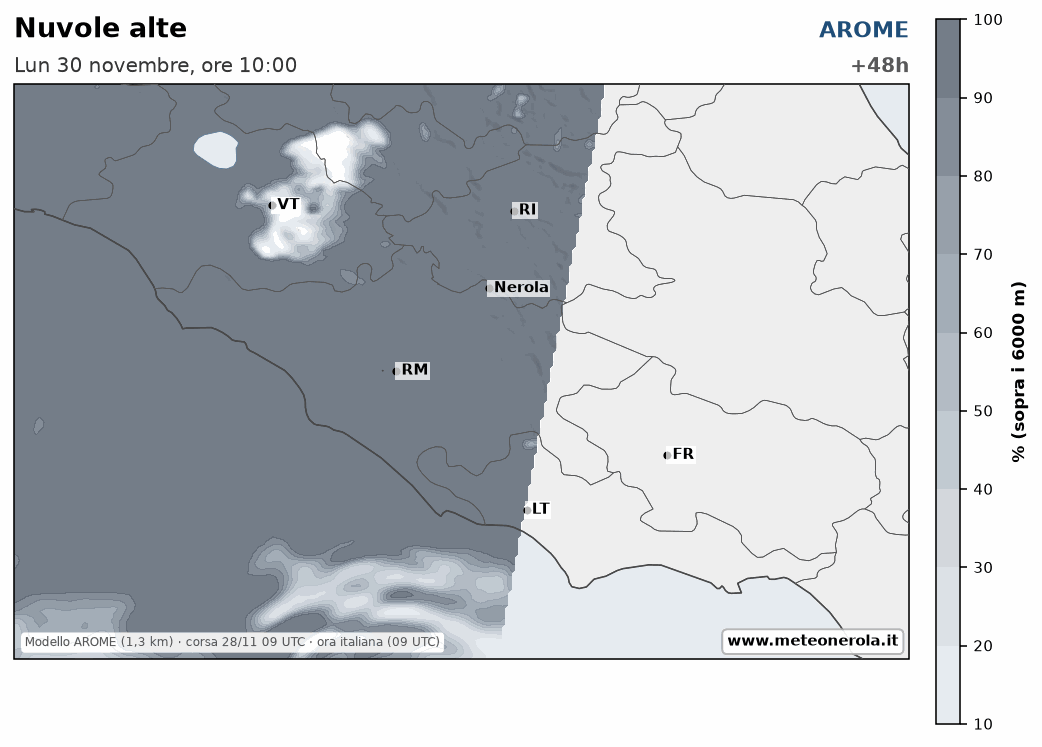 Nuvole alte
AROME
Lun 30 novembre, ore 10:00
+48h
VT
RI
Nerola
RM
FR
LT
Modello AROME (1,3 km) · corsa 28/11 09 UTC · ora italiana (09 UTC)
www.meteonerola.it
100
90
80
70
60
50
40
30
20
10
% (sopra i 6000 m)